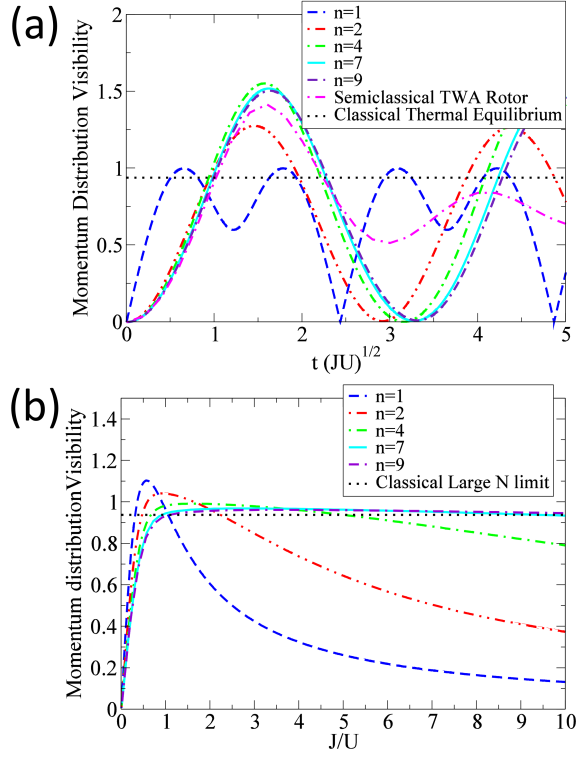 (a)
Momentum Distribution Visibility
2
1.5
1
0.5
0
n=1
n=2
n=4
n=7
n=9
Semiclassical TWA Rotor
Classical Thermal Equilibrium
0 1 2 3 4 5
t (JU)^1/2
(b)
Momentum distribution Visibility
1.4
1.2
1
0.8
0.6
0.4
0.2
0
n=1
n=2
n=4
n=7
n=9
Classical Large N limit
0 1 2 3 4 5 6 7 8 9 10
J/U